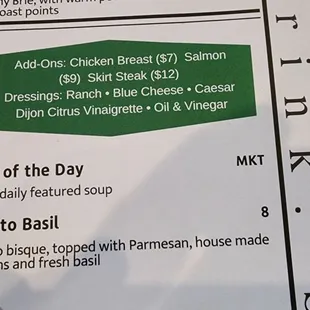 oast points
Add-Ons: Chicken Breast ($7) Salmon
($9) Skirt Steak ($12)
Dressings: Ranch • Blue Cheese • Caesar
Dijon Citrus Vinaigrette • Oil & Vinegar
of the Day MKT
daily featured soup
to Basil 8
o bisque, topped with Parmesan, house made
ns and fresh basil
r i n k .